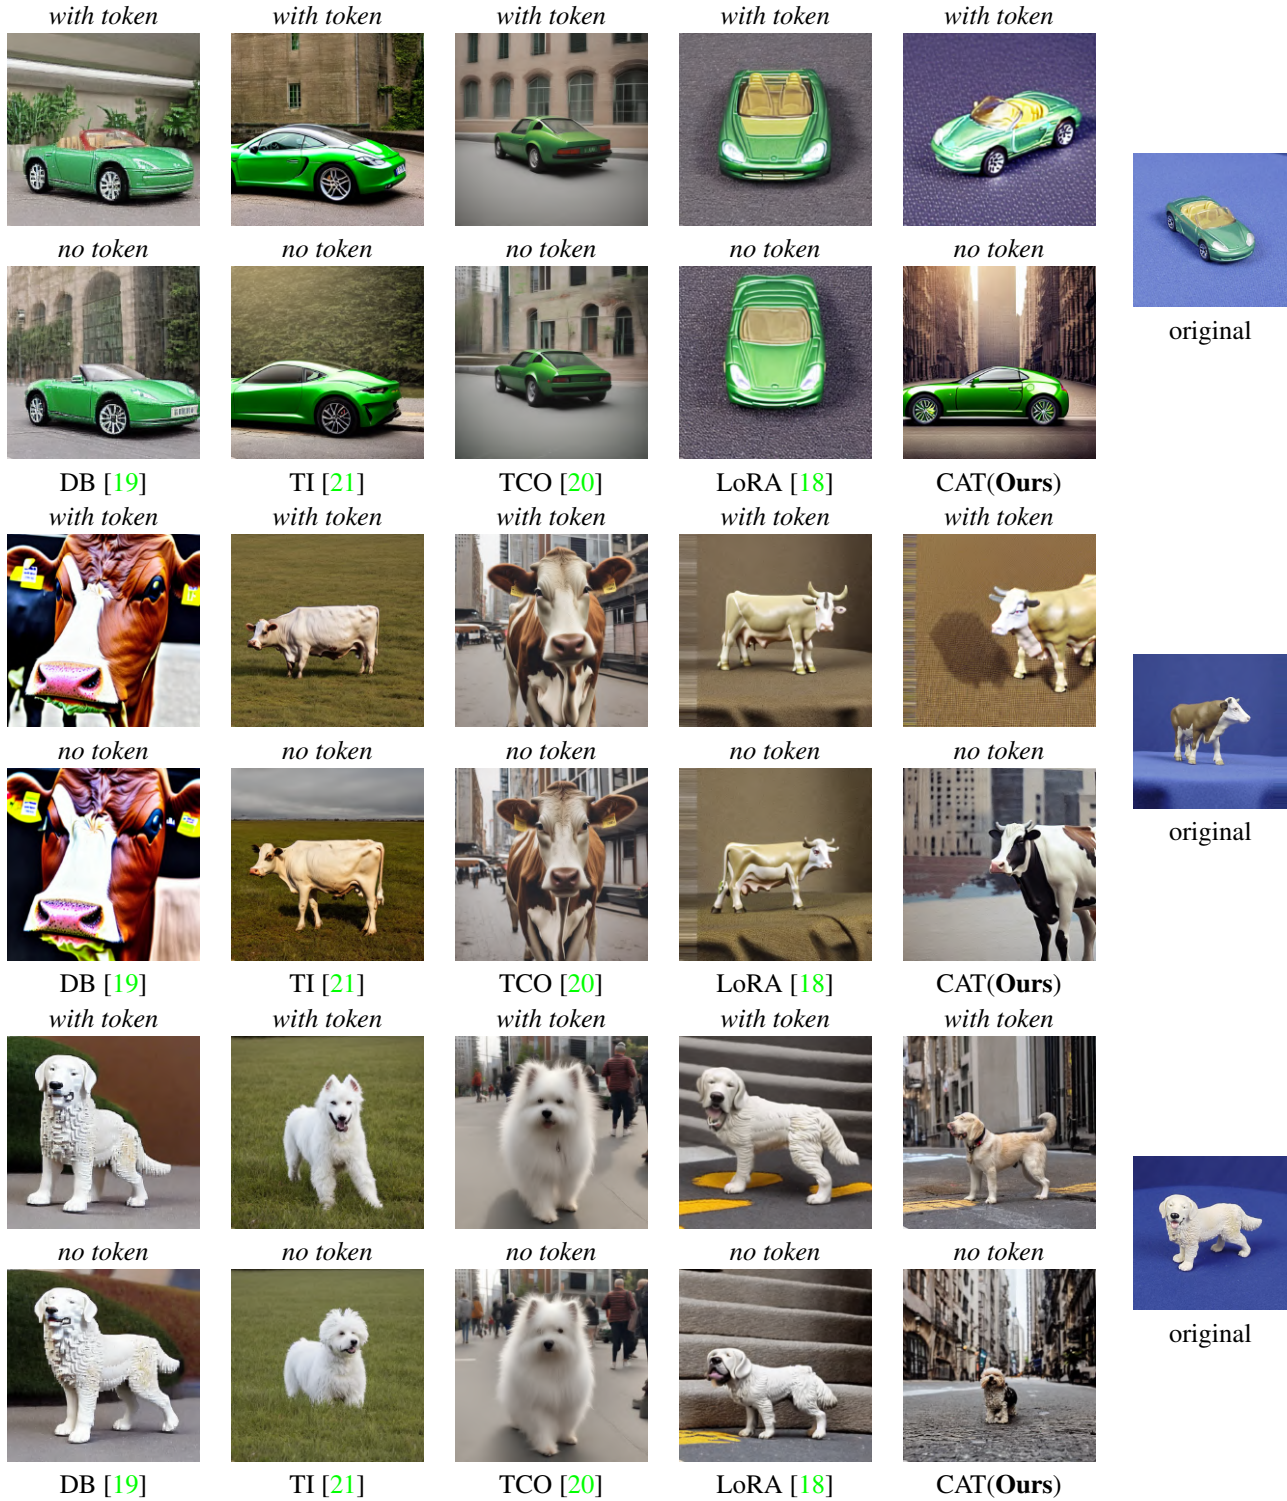 with token with token with token with token with token
no token no token no token no token no token
original
DB [19] TI [21] TCO [20] LoRA [18] CAT(Ours)
with token with token with token with token with token
no token no token no token no token no token
original
DB [19] TI [21] TCO [20] LoRA [18] CAT(Ours)
with token with token with token with token with token
no token no token no token no token no token
original
DB [19] TI [21] TCO [20] LoRA [18] CAT(Ours)